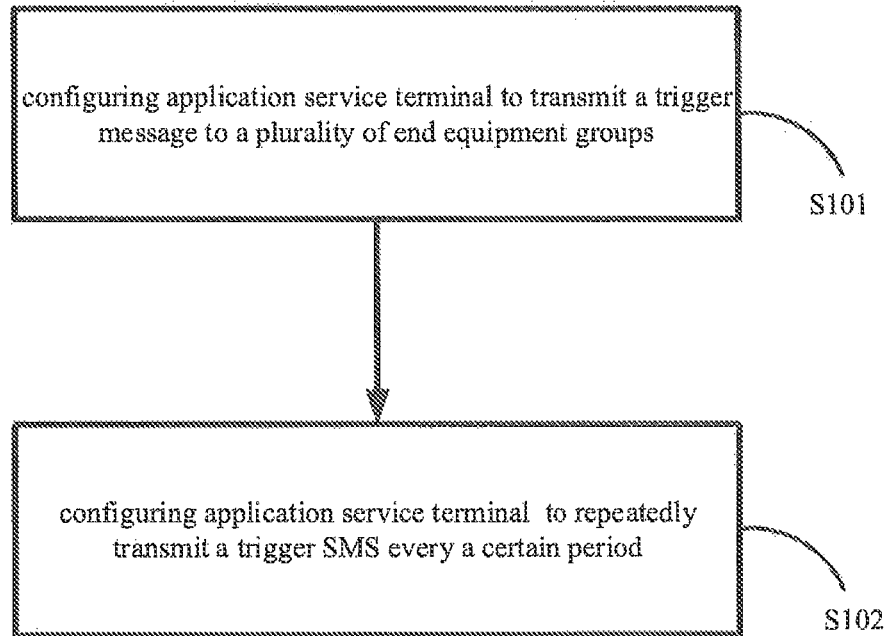 configuring application service terminal to transmit a trigger
message to a plurality of end equipment groups
S101
configuring application service terminal to repeatedly
transmit a trigger SMS every a certain period
S102